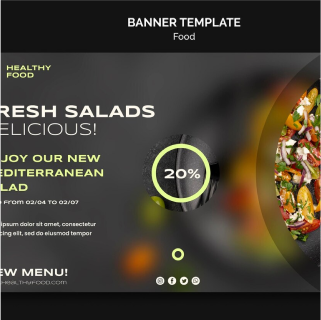 BANNER TEMPLATE
Food
HEALTHY
FOOD
RESH SALADS
ELICIOUS!
JOY OUR NEW
EDITERRANEAN
LAD
FROM 02/04 TO 02/07
20%
ipsum dolor sit amet, consectetur
cing elit, sed do eiusmod tempor
EW MENU!
HEALTHYFOOD.COM